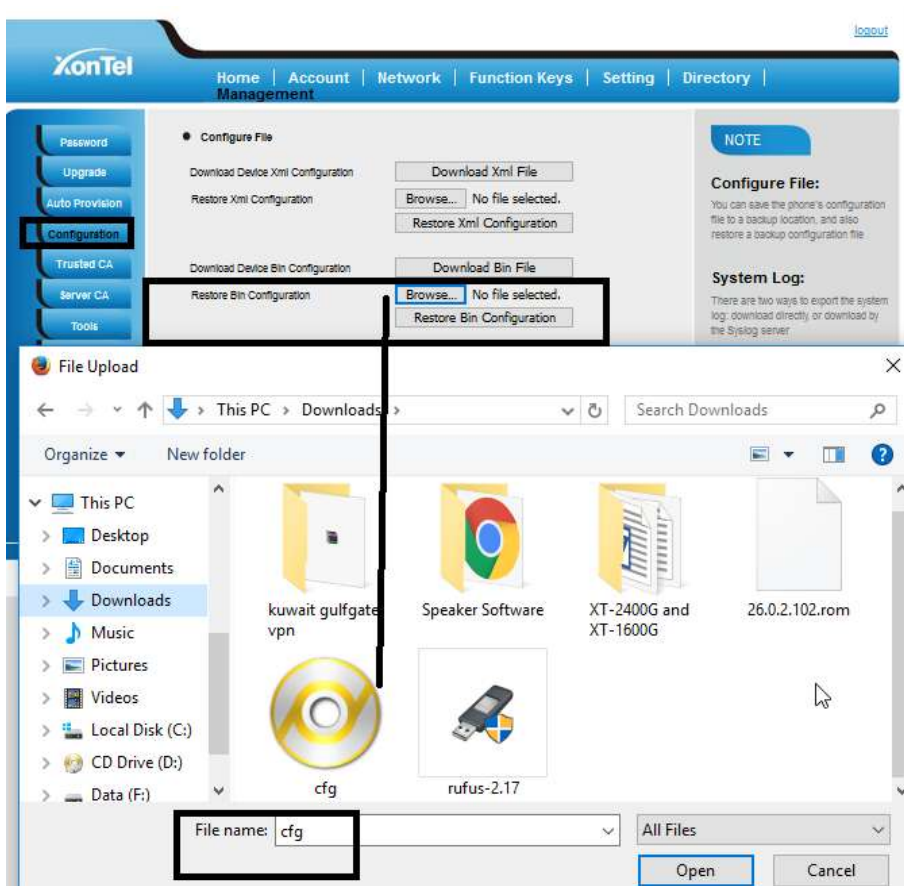 logout
XonTel
Home | Account | Network | Function Keys | Setting | Directory |
Management
Password
Upgrade
Auto Provision
Configuration
Trusted CA
Server CA
Tools
Configure File
Download Device Xml Configuration Download Xml File
Restore Xml Configuration Browse... No file selected.
Restore Xml Configuration
Download Device Bin Configuration Download Bin File
Restore Bin Configuration Browse... No file selected.
Restore Bin Configuration
NOTE
Configure File:
You can save the phone's configuration
file to a backup location, and also
restore a backup configuration file
System Log:
There are two ways to export the system
log: download directly, or download by
the Syslog server
File Upload
This PC > Downloads >
Search Downloads
Organize
New folder
This PC
Desktop
Documents
Downloads
Music
Pictures
Videos
Local Disk (C:)
CD Drive (D:)
Data (F:)
kuwait gulfgate
vpn
Speaker Software
XT-2400G and
XT-1600G
26.0.2.102.rom
cfg
rufus-2.17
File name: cfg
All Files
Open
Cancel